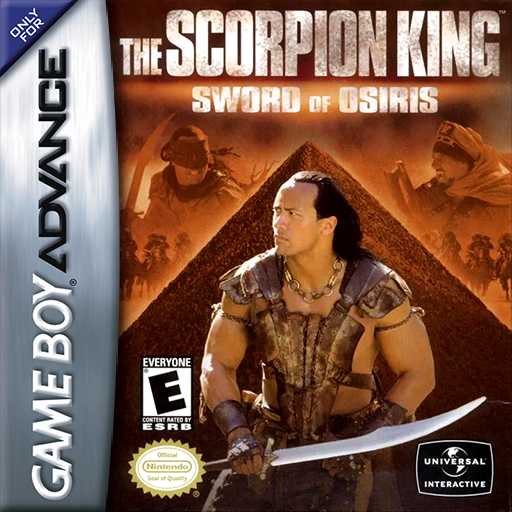 ONLY
FOR
GAME BOY ADVANCE
THE SCORPION KING
SWORD OF OSIRIS
EVERYONE
E
CONTENT RATED BY
ESRB
Official
Nintendo
Seal of Quality
UNIVERSAL
INTERACTIVE